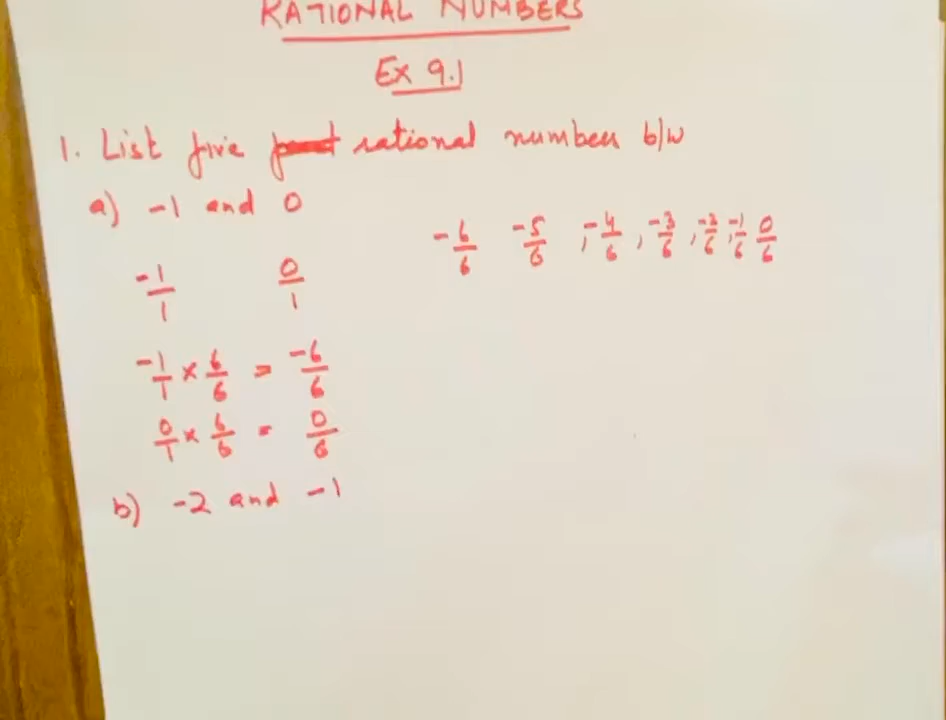 RATIONAL NUMBERS
Ex 9.1
1. List five rational number b/w
a) -1 and 0
-6/6 -5/6, -4/6, -3/6, -2/6, -1/6 0/6
-1/1 0/1
-1/1 × 6/6 = -6/6
0/1 × 6/6 = 0/6
b) -2 and -1